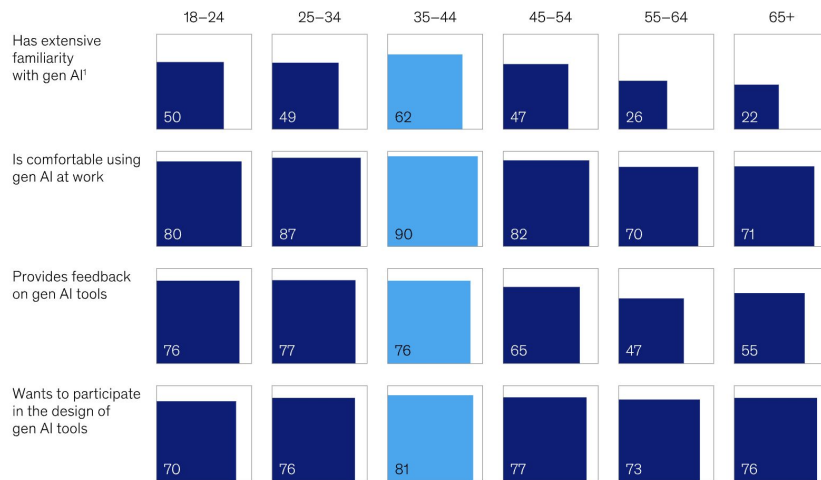 18–24 25–34 35–44 45–54 55–64 65+
Has extensive
familiarity
with gen AI¹
50 49 62 47 26 22
Is comfortable using
gen AI at work
80 87 90 82 70 71
Provides feedback
on gen AI tools
76 77 76 65 47 55
Wants to participate
in the design of
gen AI tools
70 76 81 77 73 76